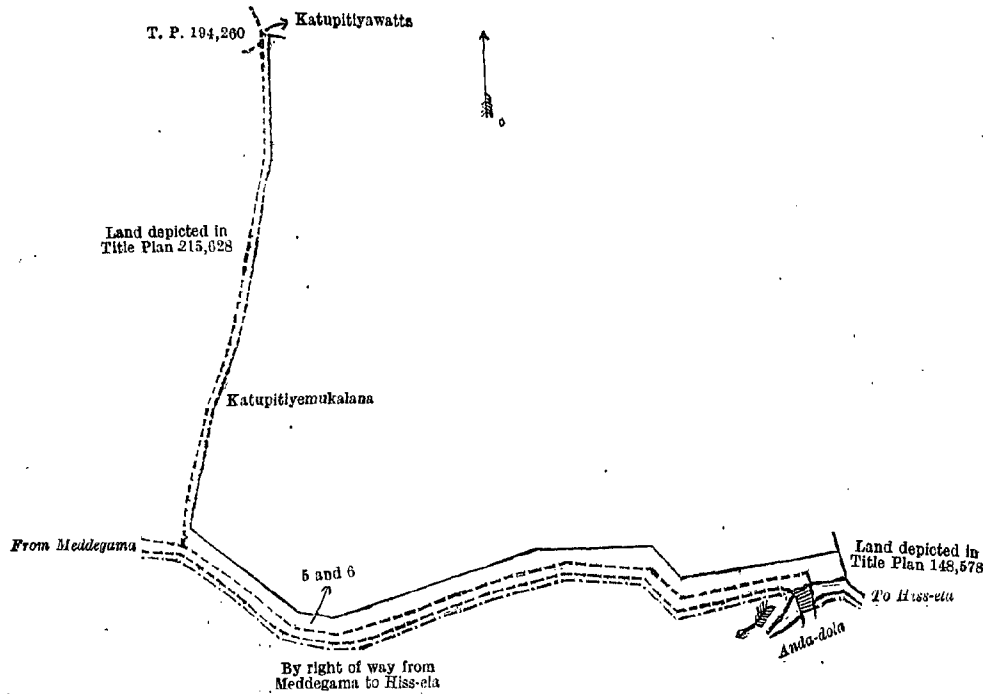 T. P. 194,260
Katupitiyawatta
Land depicted in
Title Plan 215,628
Katupitiyemukalana
From Meddegama
5 and 6
Land depicted in
Title Plan 148,578
To Hiss-ela
Anda-dola
By right of way from
Meddegama to Hiss-ela